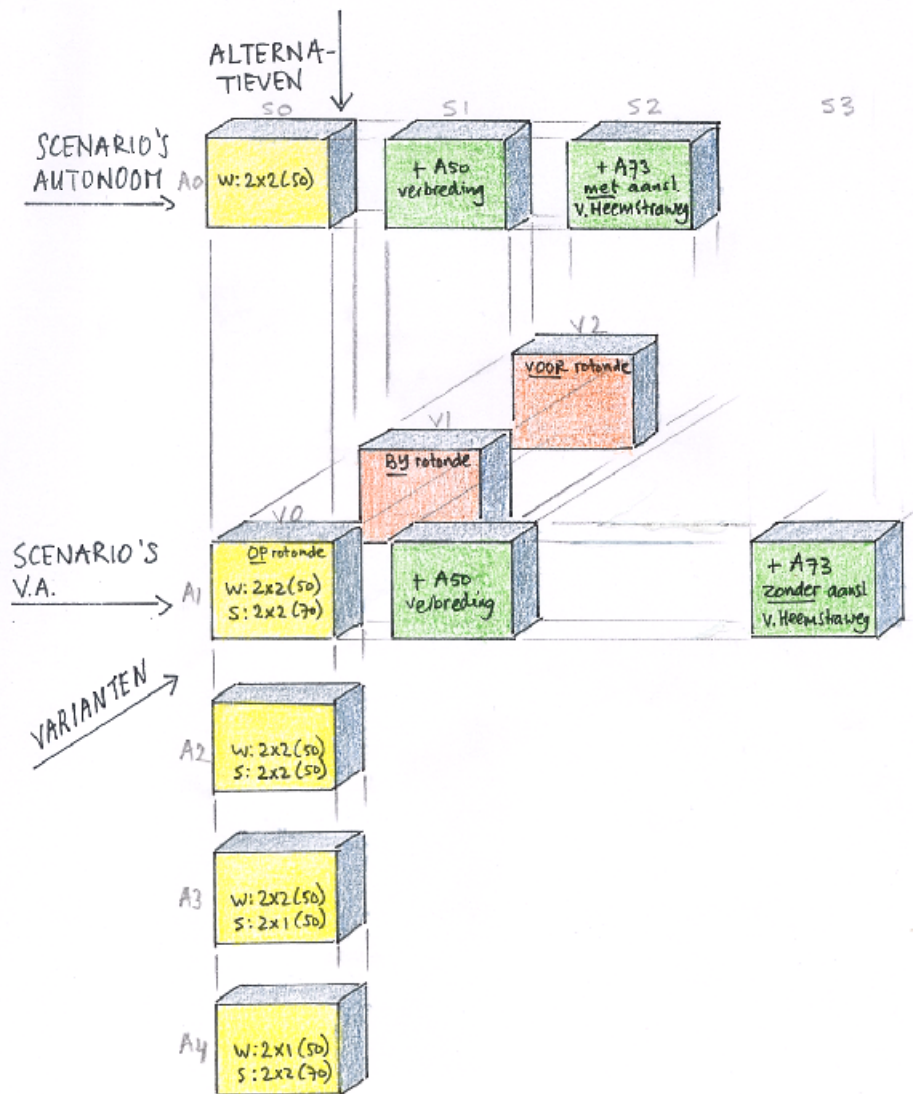 ALTERNA-
TIEVEN
S0
S1
S2
S3
SCENARIO'S
AUTONOOM
A0
W: 2x2(50)
+ A50
verbreding
+ A73
met aansl.
v. Heemstraweg
V2
VOOR rotonde
V1
BY rotonde
V0
OP rotonde
SCENARIO'S
V.A.
A1
W: 2x2(50)
S: 2x2(70)
+ A50
verbreding
+ A73
zonder aansl
v. Heemstraweg
VARIANTEN
A2
W: 2x2(50)
S: 2x2(50)
A3
W: 2x2(50)
S: 2x1(50)
A4
W: 2x1(50)
S: 2x2(70)